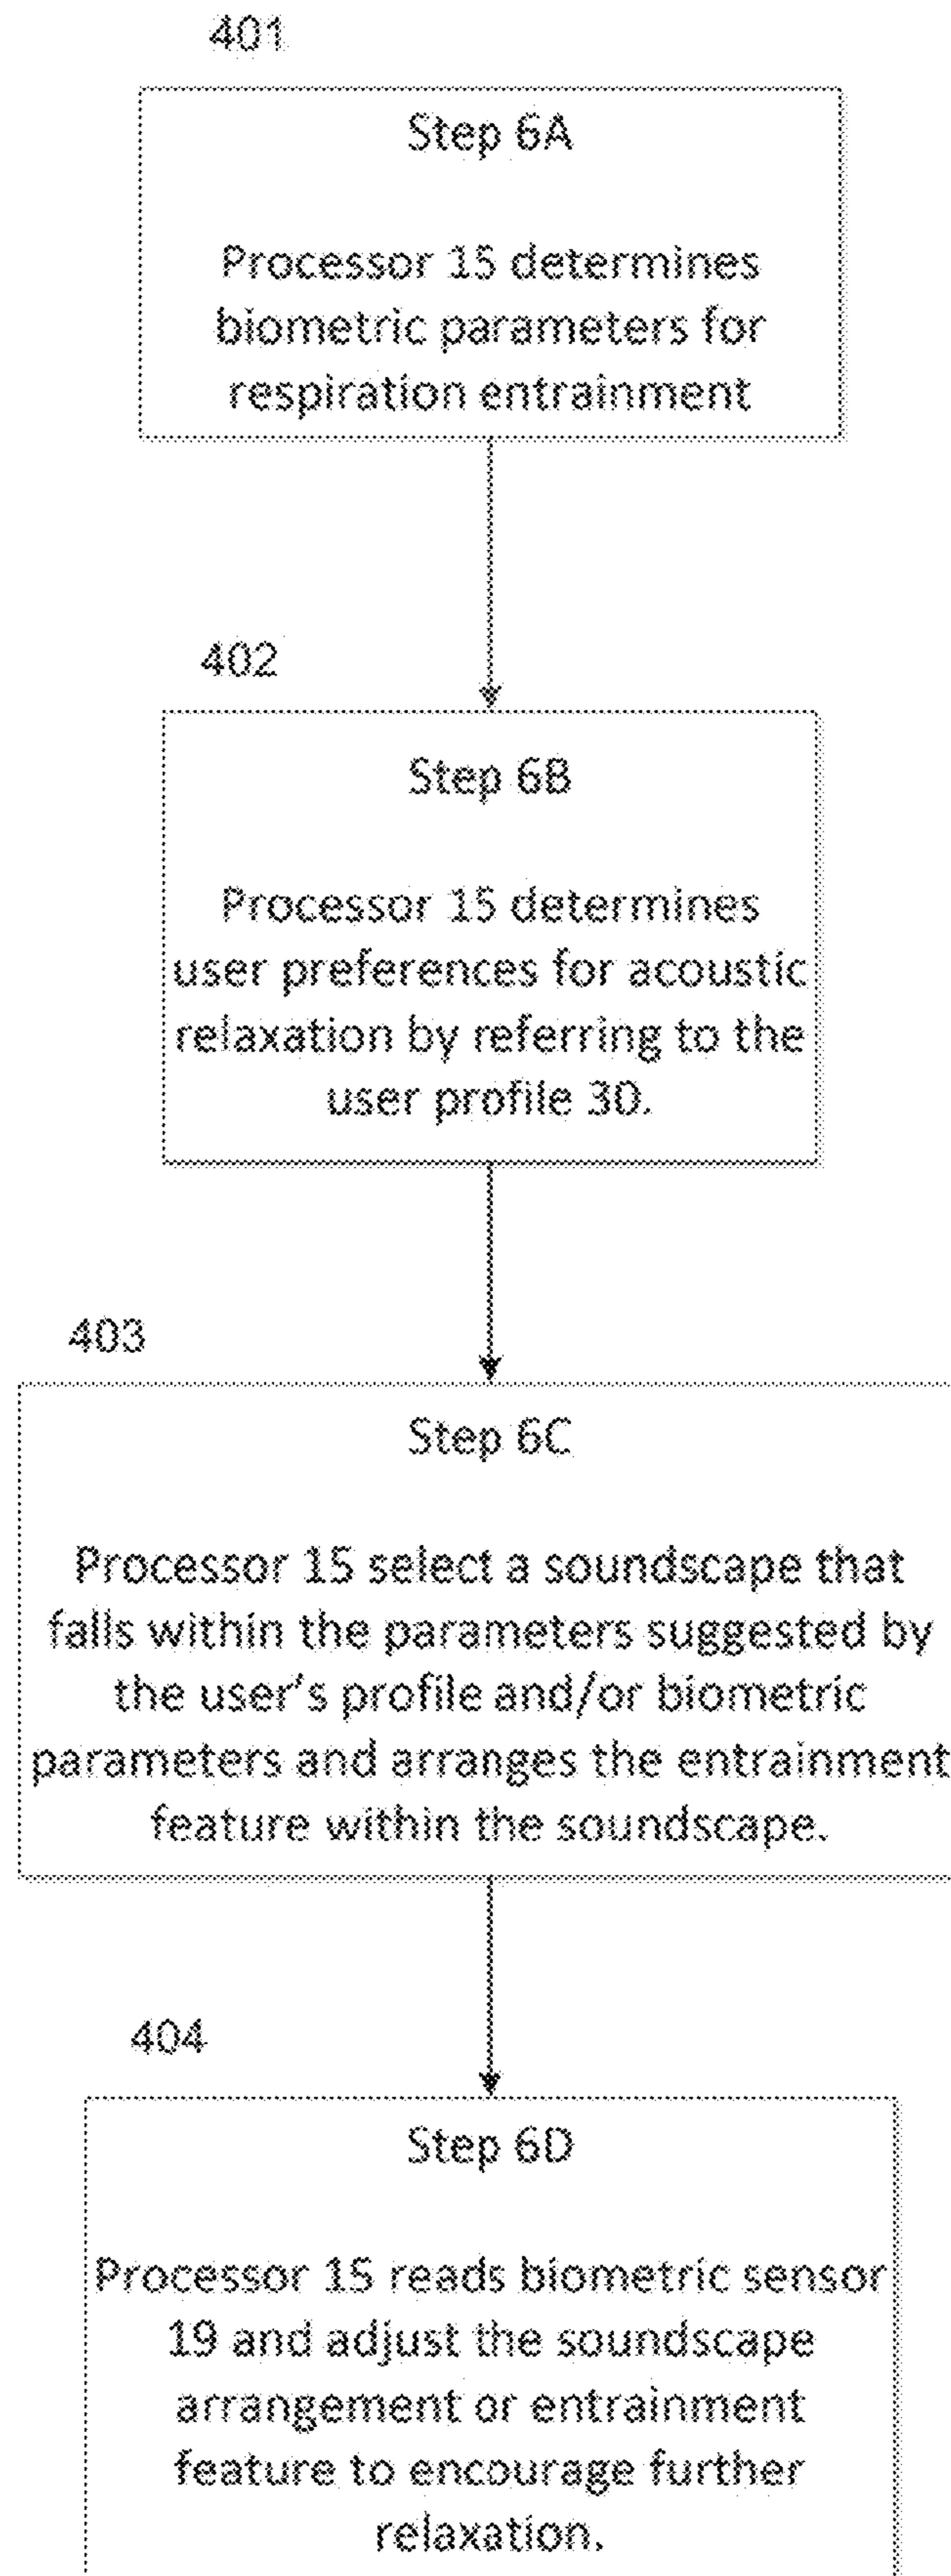 401
Step 6A
Processor 15 determines
biometric parameters for
respiration entrainment
402
Step 6B
Processor 15 determines
user preferences for acoustic
relaxation by referring to the
user profile 30.
403
Step 6C
Processor 15 select a soundscape that
falls within the parameters suggested by
the user's profile and/or biometric
parameters and arranges the entrainment
feature within the soundscape.
404
Step 6D
Processor 15 reads biometric sensor
19 and adjust the soundscape
arrangement or entrainment
feature to encourage further
relaxation.